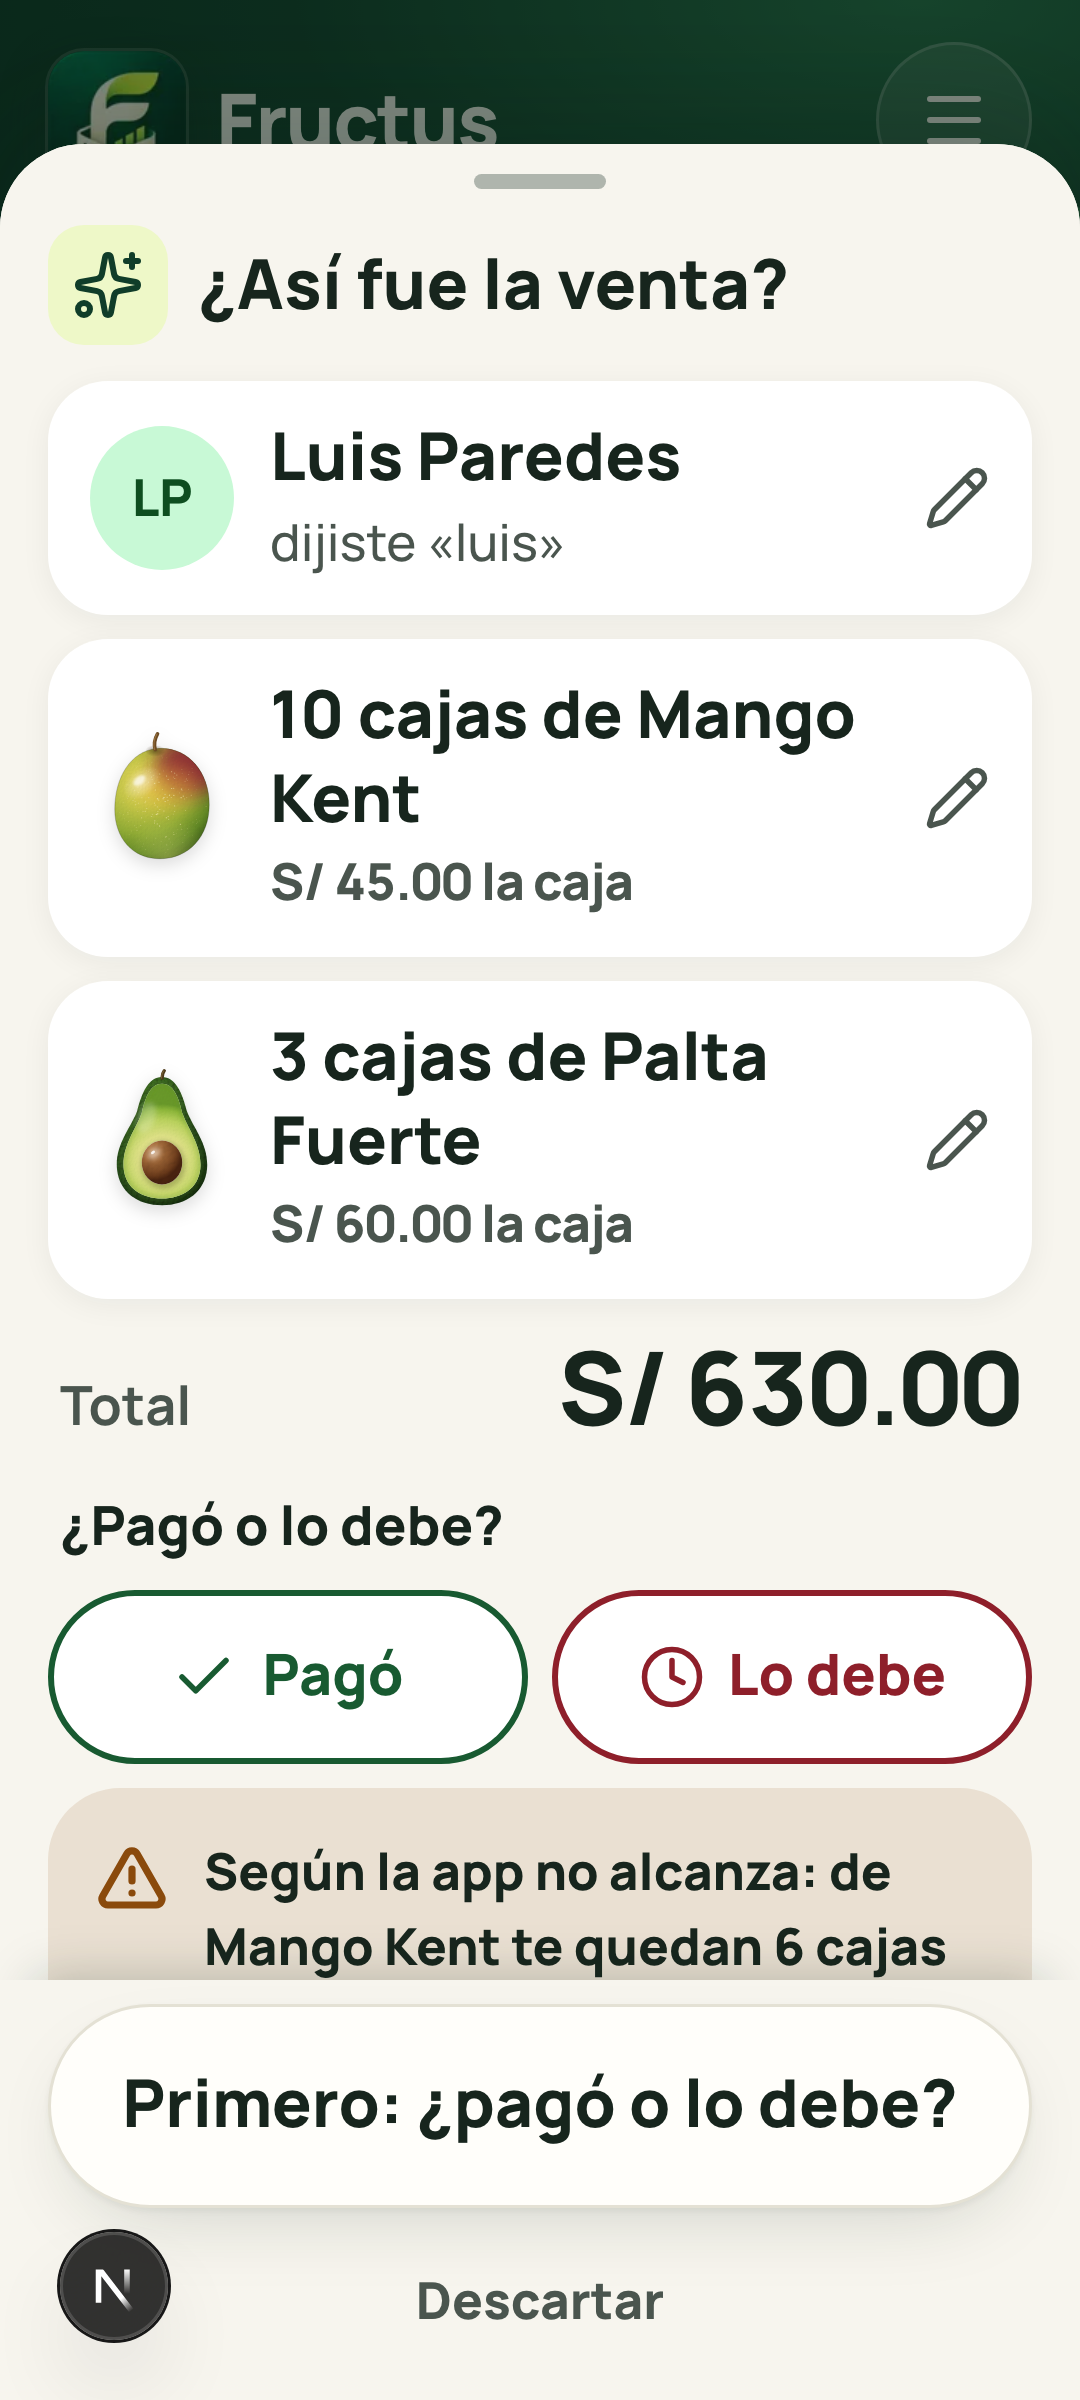 Fructus
¿Así fue la venta?
LP
Luis Paredes
dijiste «luis»
10 cajas de Mango
Kent
S/ 45.00 la caja
3 cajas de Palta
Fuerte
S/ 60.00 la caja
Total
S/ 630.00
¿Pagó o lo debe?
Pagó
Lo debe
Según la app no alcanza: de
Mango Kent te quedan 6 cajas
Primero: ¿pagó o lo debe?
N
Descartar